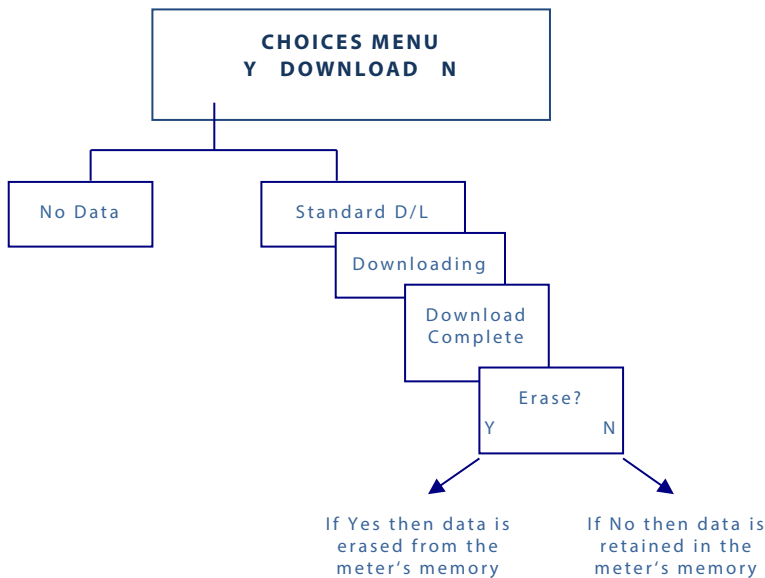 CHOICES MENU
Y DOWNLOAD N
No Data
Standard D/L
Downloading
Download
Complete
Erase?
Y N
If Yes then data is
erased from the
meter's memory
If No then data is
retained in the
meter's memory